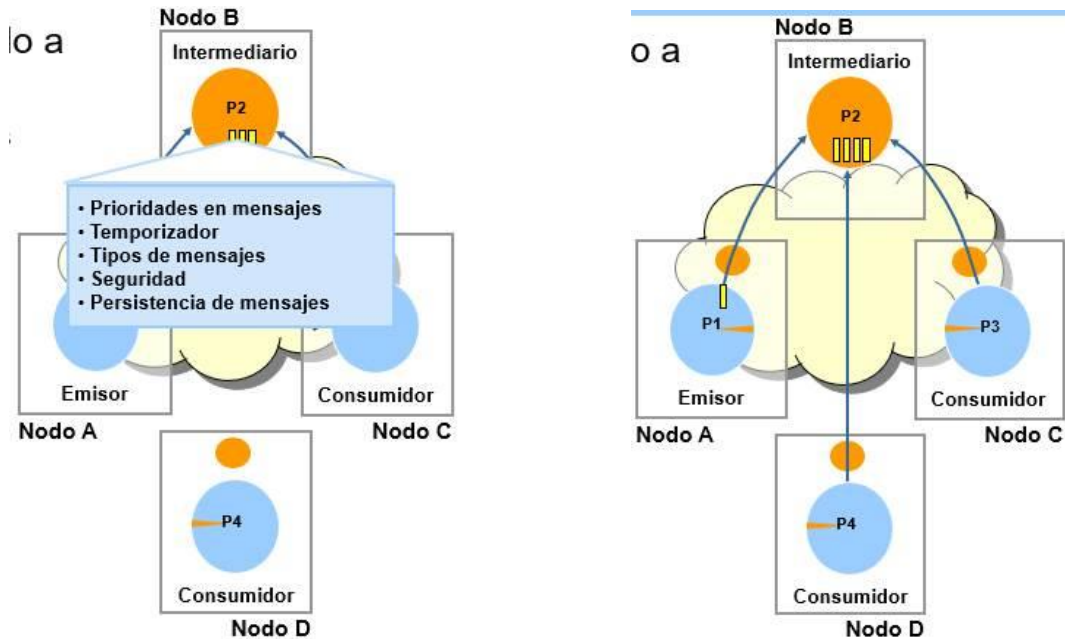 Nodo B
lo a
Intermediario
P2
s
• Prioridades en mensajes
• Temporizador
• Tipos de mensajes
• Seguridad
• Persistencia de mensajes
Emisor
Consumidor
Nodo A
Nodo C
P4
Consumidor
Nodo D
Nodo B
o a
Intermediario
P2
P1
P3
Emisor
Consumidor
Nodo A
Nodo C
P4
Consumidor
Nodo D